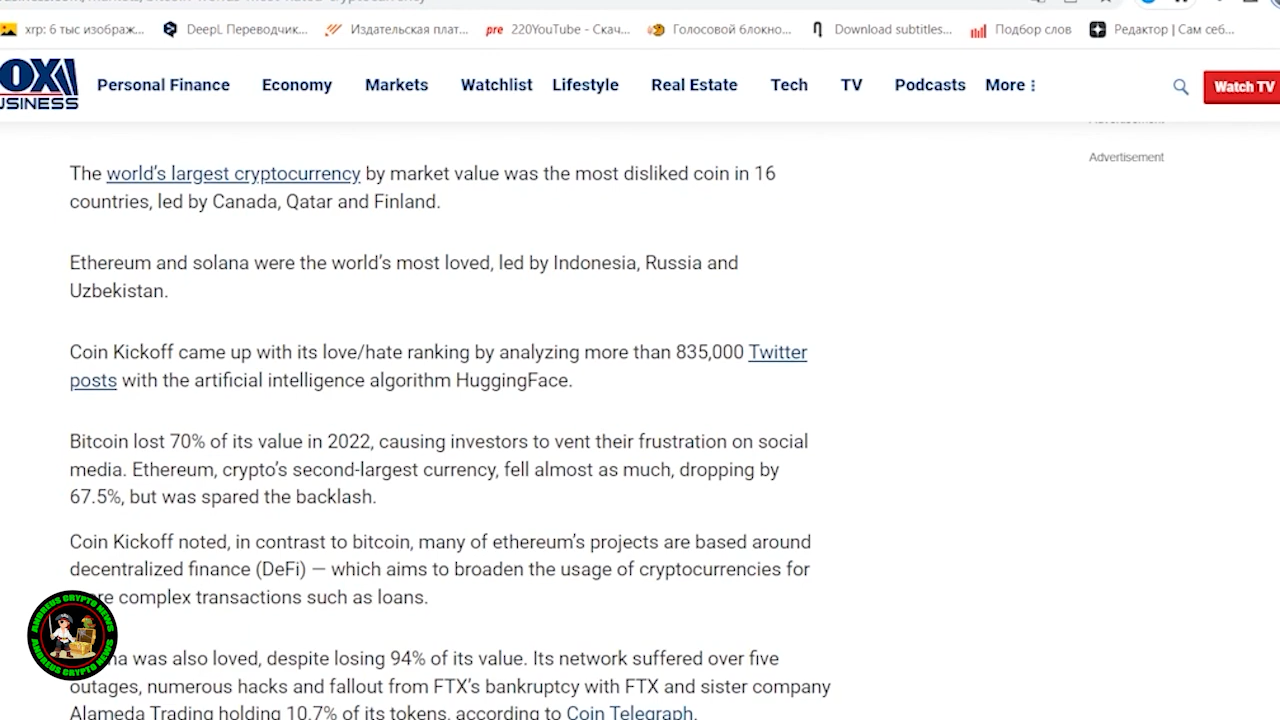 хгр: 6 тыс изображ...
DeepL Переводчик...
Издательская плат...
pre 220YouTube - Скач...
Голосовой блокно...
Download subtitles...
Подбор слов
Редактор | Сам себ...
OX
USINESS
Personal Finance Economy Markets Watchlist Lifestyle Real Estate Tech TV Podcasts More
Watch TV
Advertisement
The world's largest cryptocurrency by market value was the most disliked coin in 16
countries, led by Canada, Qatar and Finland.
Ethereum and solana were the world's most loved, led by Indonesia, Russia and
Uzbekistan.
Coin Kickoff came up with its love/hate ranking by analyzing more than 835,000 Twitter
posts with the artificial intelligence algorithm HuggingFace.
Bitcoin lost 70% of its value in 2022, causing investors to vent their frustration on social
media. Ethereum, crypto's second-largest currency, fell almost as much, dropping by
67.5%, but was spared the backlash.
Coin Kickoff noted, in contrast to bitcoin, many of ethereum's projects are based around
decentralized finance (DeFi) — which aims to broaden the usage of cryptocurrencies for
complex transactions such as loans.
was also loved, despite losing 94% of its value. Its network suffered over five
outages, numerous hacks and fallout from FTX's bankruptcy with FTX and sister company
Alameda Trading holding 10.7% of its tokens, according to Coin Telegraph.
ANDREUS CRYPTO NEWS
ANDREUS CRYPTO NEWS